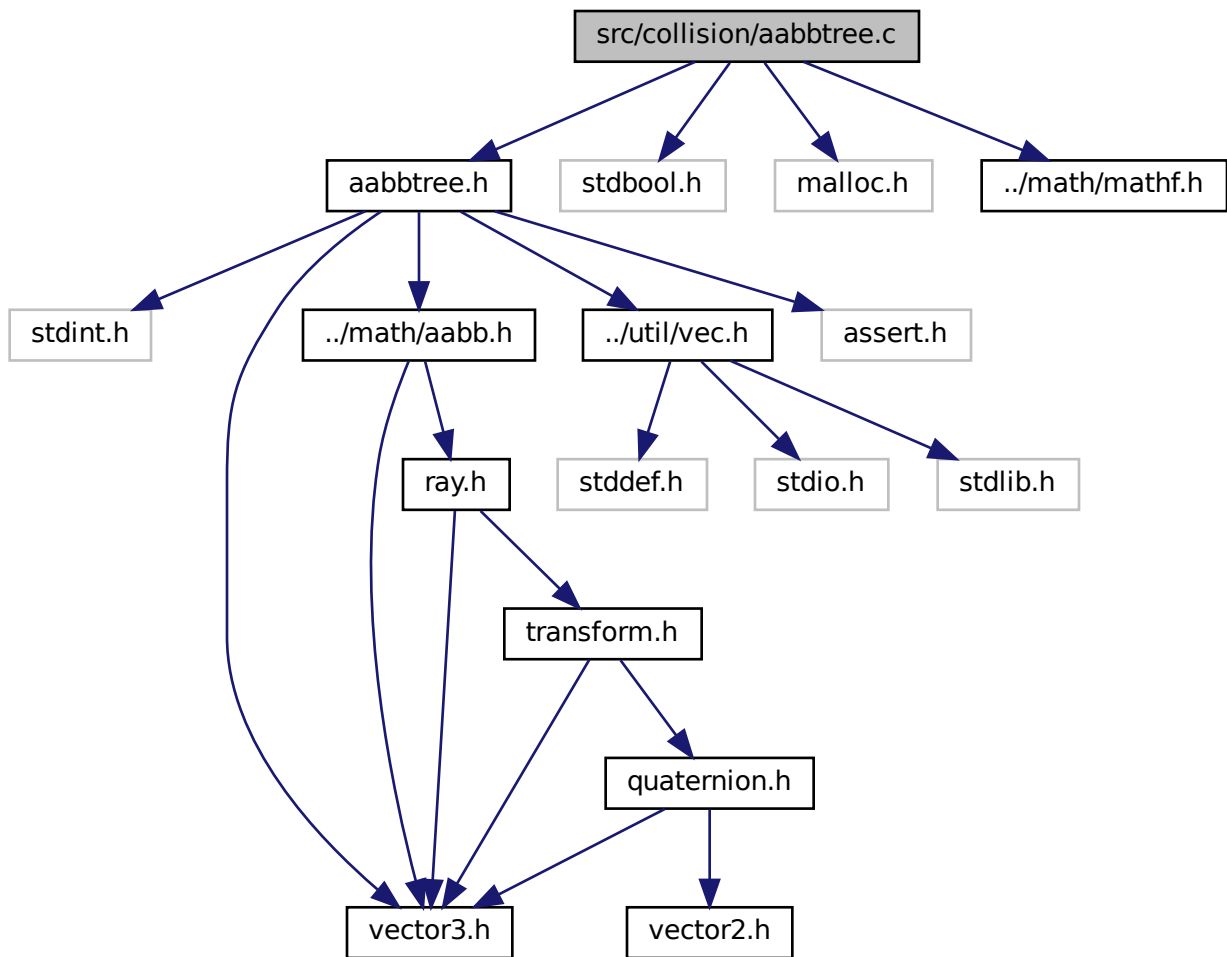 src/collision/aabbtree.c
aabbtree.h
stdbool.h
malloc.h
../math/mathf.h
stdint.h
../math/aabb.h
../util/vec.h
assert.h
ray.h
stddef.h
stdio.h
stdlib.h
transform.h
quaternion.h
vector3.h
vector2.h